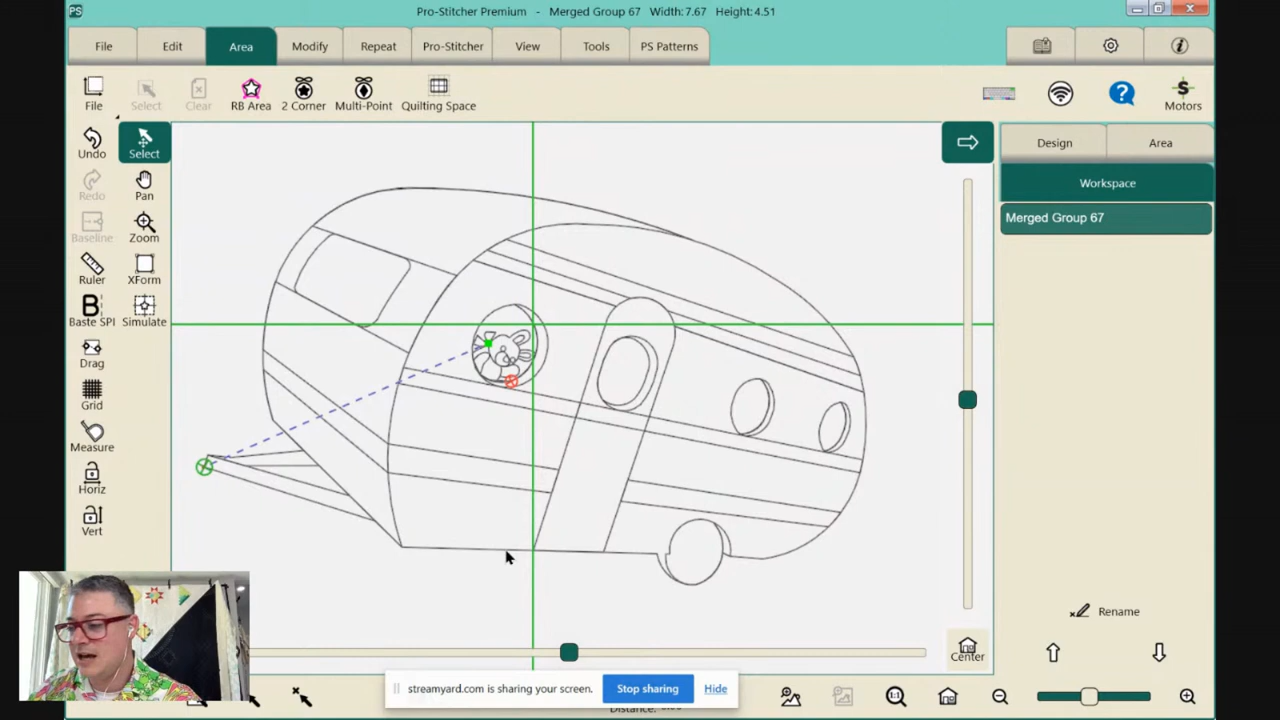 PS
Pro-Stitcher Premium - Merged Group 67 Width:7.67 Height:4.51
File Edit Area Modify Repeat Pro-Stitcher View Tools PS Patterns
File Select Clear RB Area 2 Corner Multi-Point Quilting Space Motors
Undo Select
Redo Pan
Baseline Zoom
Ruler XForm
Baste SPI Simulate
Drag
Grid
Measure
Horiz
Vert
Design Area
Workspace
Merged Group 67
Rename
Center
streamyard.com is sharing your screen. Stop sharing Hide
1:1